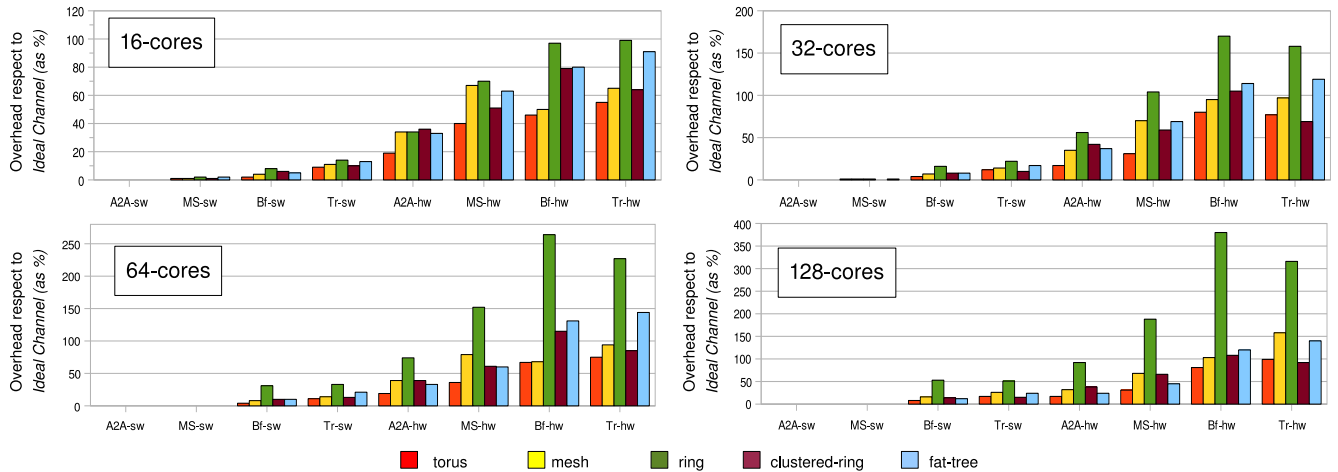 Overhead respect to
Ideal Channel (as %)
120
100
80
60
40
20
0
16-cores
A2A-sw MS-sw Bf-sw Tr-sw A2A-hw MS-hw Bf-hw Tr-hw
Overhead respect to
Ideal Channel (as %)
200
150
100
50
0
32-cores
A2A-sw MS-sw Bf-sw Tr-sw A2A-hw MS-hw Bf-hw Tr-hw
Overhead respect to
Ideal Channel (as %)
250
200
150
100
50
0
64-cores
A2A-sw MS-sw Bf-sw Tr-sw A2A-hw MS-hw Bf-hw Tr-hw
Overhead respect to
Ideal Channel (as %)
400
350
300
250
200
150
100
50
0
128-cores
A2A-sw MS-sw Bf-sw Tr-sw A2A-hw MS-hw Bf-hw Tr-hw
torus mesh ring clustered-ring fat-tree